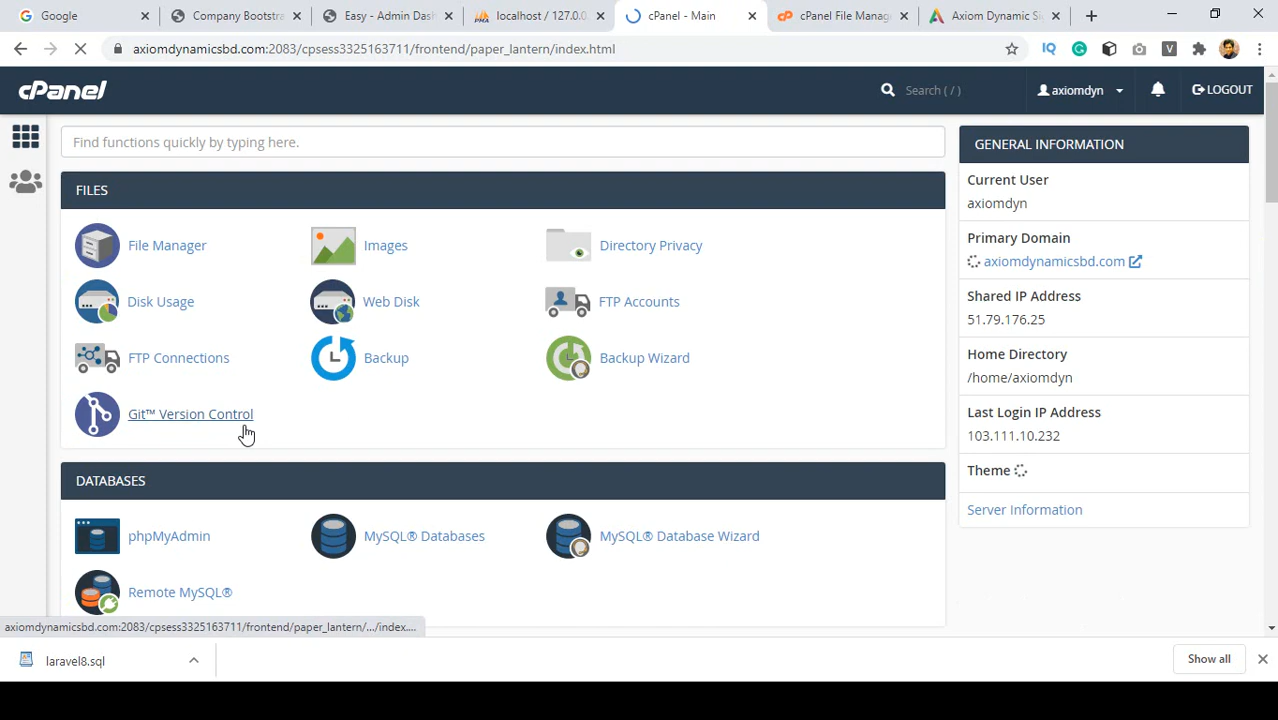 Google
Company Bootstra
Easy - Admin Dash
localhost / 127.0.0.
cPanel - Main
cPanel File Manag
Axiom Dynamic Si
axiomdynamicsbd.com:2083/cpsess3325163711/frontend/paper_lantern/index.html
cPanel
Search ( / )
axiomdyn
LOGOUT
Find functions quickly by typing here.
FILES
File Manager
Images
Directory Privacy
Disk Usage
Web Disk
FTP Accounts
FTP Connections
Backup
Backup Wizard
Git™ Version Control
DATABASES
phpMyAdmin
MySQL® Databases
MySQL® Database Wizard
Remote MySQL®
GENERAL INFORMATION
Current User
axiomdyn
Primary Domain
axiomdynamicsbd.com
Shared IP Address
51.79.176.25
Home Directory
/home/axiomdyn
Last Login IP Address
103.111.10.232
Theme
Server Information
axiomdynamicsbd.com:2083/cpsess3325163711/frontend/paper_lantern/.../index....
laravel8.sql
Show all